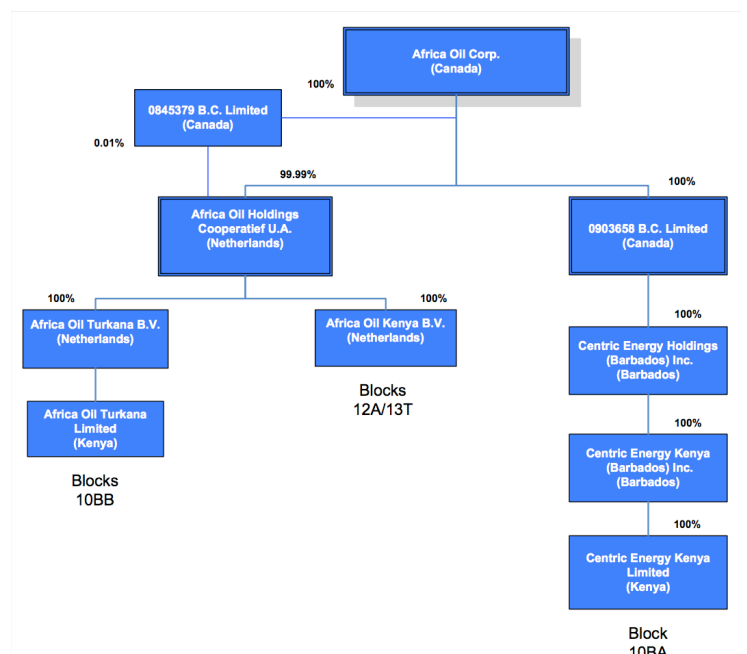 Africa Oil Corp.
(Canada)
100%
0845379 B.C. Limited
(Canada)
0.01%
99.99%
100%
Africa Oil Holdings
Cooperatief U.A.
(Netherlands)
0903658 B.C. Limited
(Canada)
100%
100%
100%
Africa Oil Turkana B.V.
(Netherlands)
Africa Oil Kenya B.V.
(Netherlands)
Centric Energy Holdings
(Barbados) Inc.
(Barbados)
Blocks
12A/13T
Africa Oil Turkana
Limited
(Kenya)
100%
Centric Energy Kenya
(Barbados) Inc.
(Barbados)
Blocks
10BB
100%
Centric Energy Kenya
Limited
(Kenya)
Block
10BA